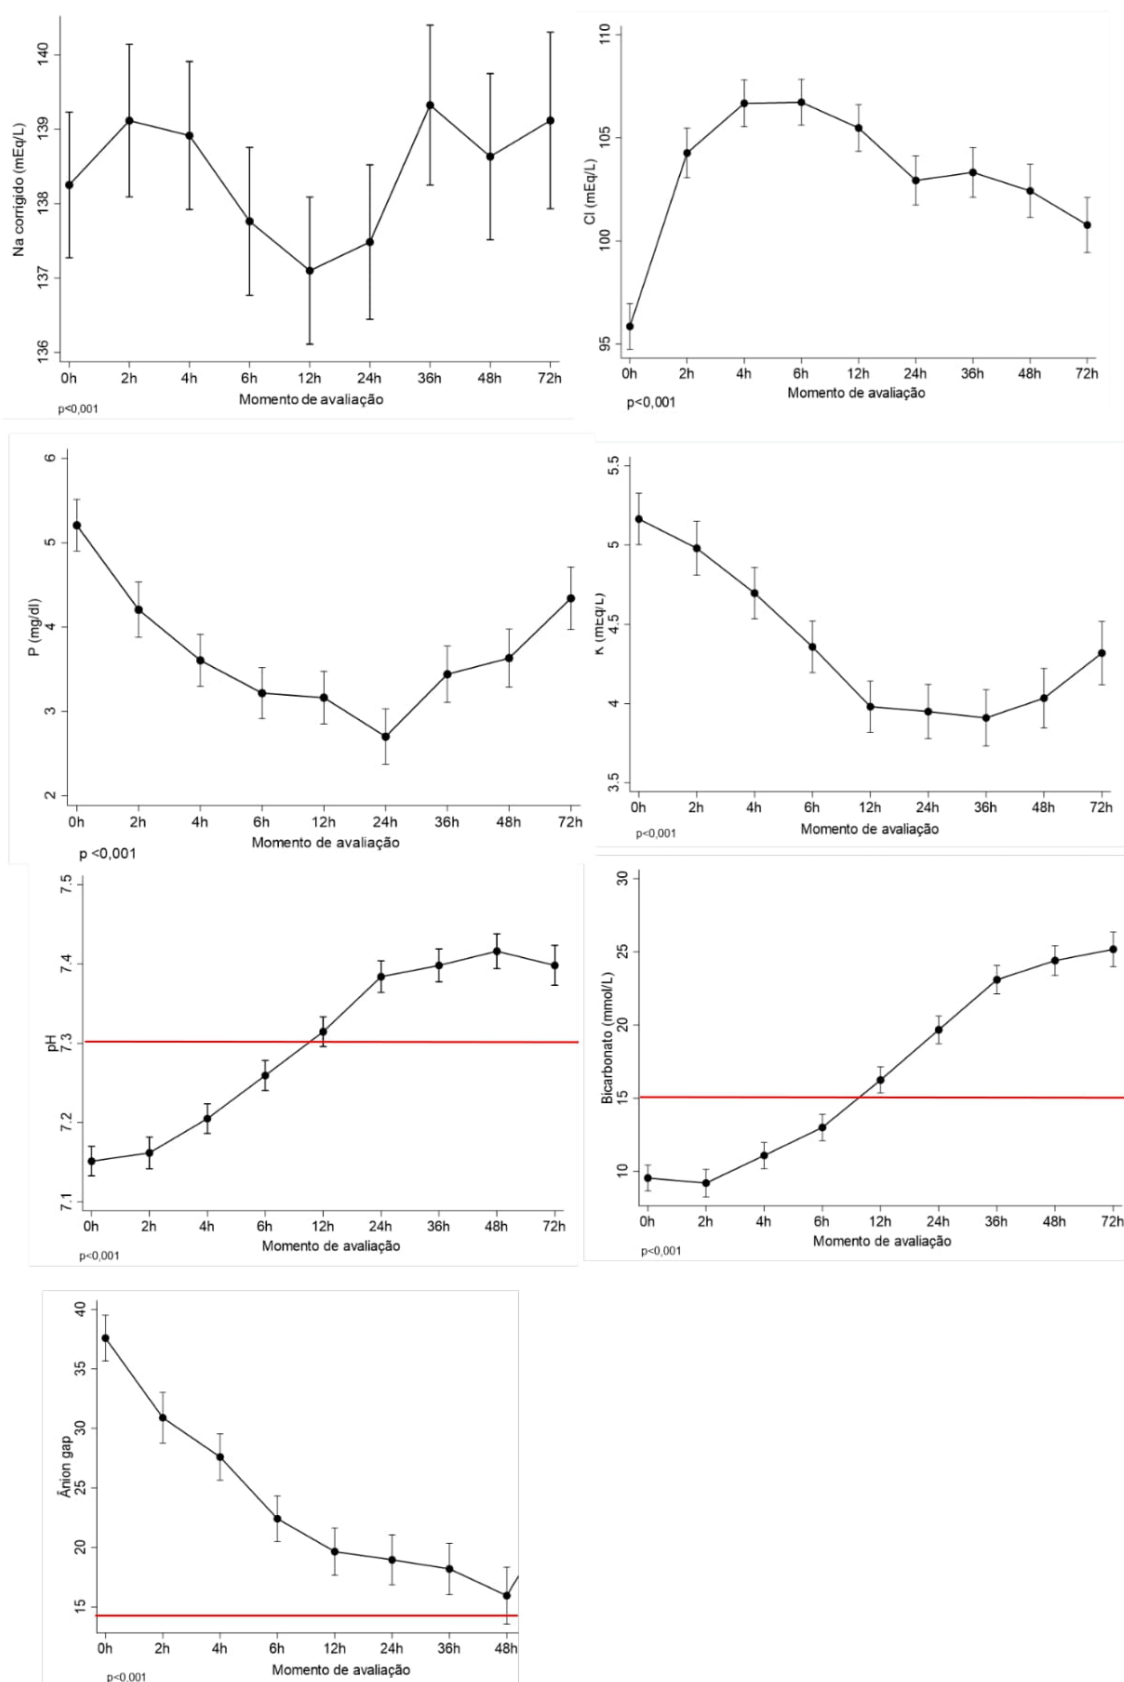 Na corrigido (mEq/L)
140
139
138
137
136
0h 2h 4h 6h 12h 24h 36h 48h 72h
Momento de avaliação
p<0,001
Cl (mEq/L)
110
105
100
95
0h 2h 4h 6h 12h 24h 36h 48h 72h
Momento de avaliação
p<0,001
P (mg/dl)
6
5
4
3
2
0h 2h 4h 6h 12h 24h 36h 48h 72h
Momento de avaliação
p <0,001
K (mEq/L)
5.5
5
4.5
4
3.5
0h 2h 4h 6h 12h 24h 36h 48h 72h
Momento de avaliação
p<0,001
pH
7.5
7.4
7.3
7.2
7.1
0h 2h 4h 6h 12h 24h 36h 48h 72h
Momento de avaliação
p<0,001
Bicarbonato (mmol/L)
30
25
20
15
10
0h 2h 4h 6h 12h 24h 36h 48h 72h
Momento de avaliação
p<0,001
Ânion gap
40
35
30
25
20
15
0h 2h 4h 6h 12h 24h 36h 48h
Momento de avaliação
p<0,001